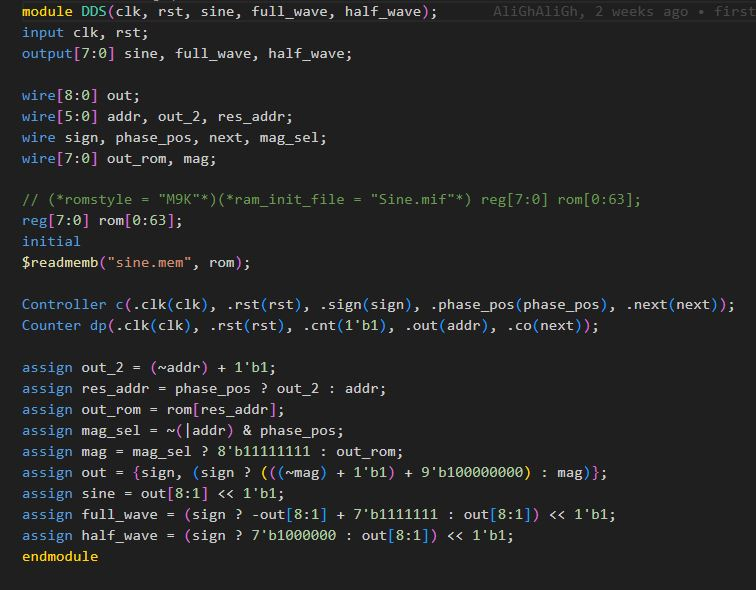 module DDS(clk, rst, sine, full_wave, half_wave); AliGhAliGh, 2 weeks ago • first
input clk, rst;
output[7:0] sine, full_wave, half_wave;
wire[8:0] out;
wire[5:0] addr, out_2, res_addr;
wire sign, phase_pos, next, mag_sel;
wire[7:0] out_rom, mag;
// (*romstyle = "M9K"*)(*ram_init_file = "Sine.mif"*) reg[7:0] rom[0:63];
reg[7:0] rom[0:63];
initial
$readmemb("sine.mem", rom);
Controller c(.clk(clk), .rst(rst), .sign(sign), .phase_pos(phase_pos), .next(next));
Counter dp(.clk(clk), .rst(rst), .cnt(1'b1), .out(addr), .co(next));
assign out_2 = (~addr) + 1'b1;
assign res_addr = phase_pos ? out_2 : addr;
assign out_rom = rom[res_addr];
assign mag_sel = ~(|addr) & phase_pos;
assign mag = mag_sel ? 8'b11111111 : out_rom;
assign out = {sign, (sign ? (((~mag) + 1'b1) + 9'b100000000) : mag)};
assign sine = out[8:1] << 1'b1;
assign full_wave = (sign ? -out[8:1] + 7'b1111111 : out[8:1]) << 1'b1;
assign half_wave = (sign ? 7'b1000000 : out[8:1]) << 1'b1;
endmodule